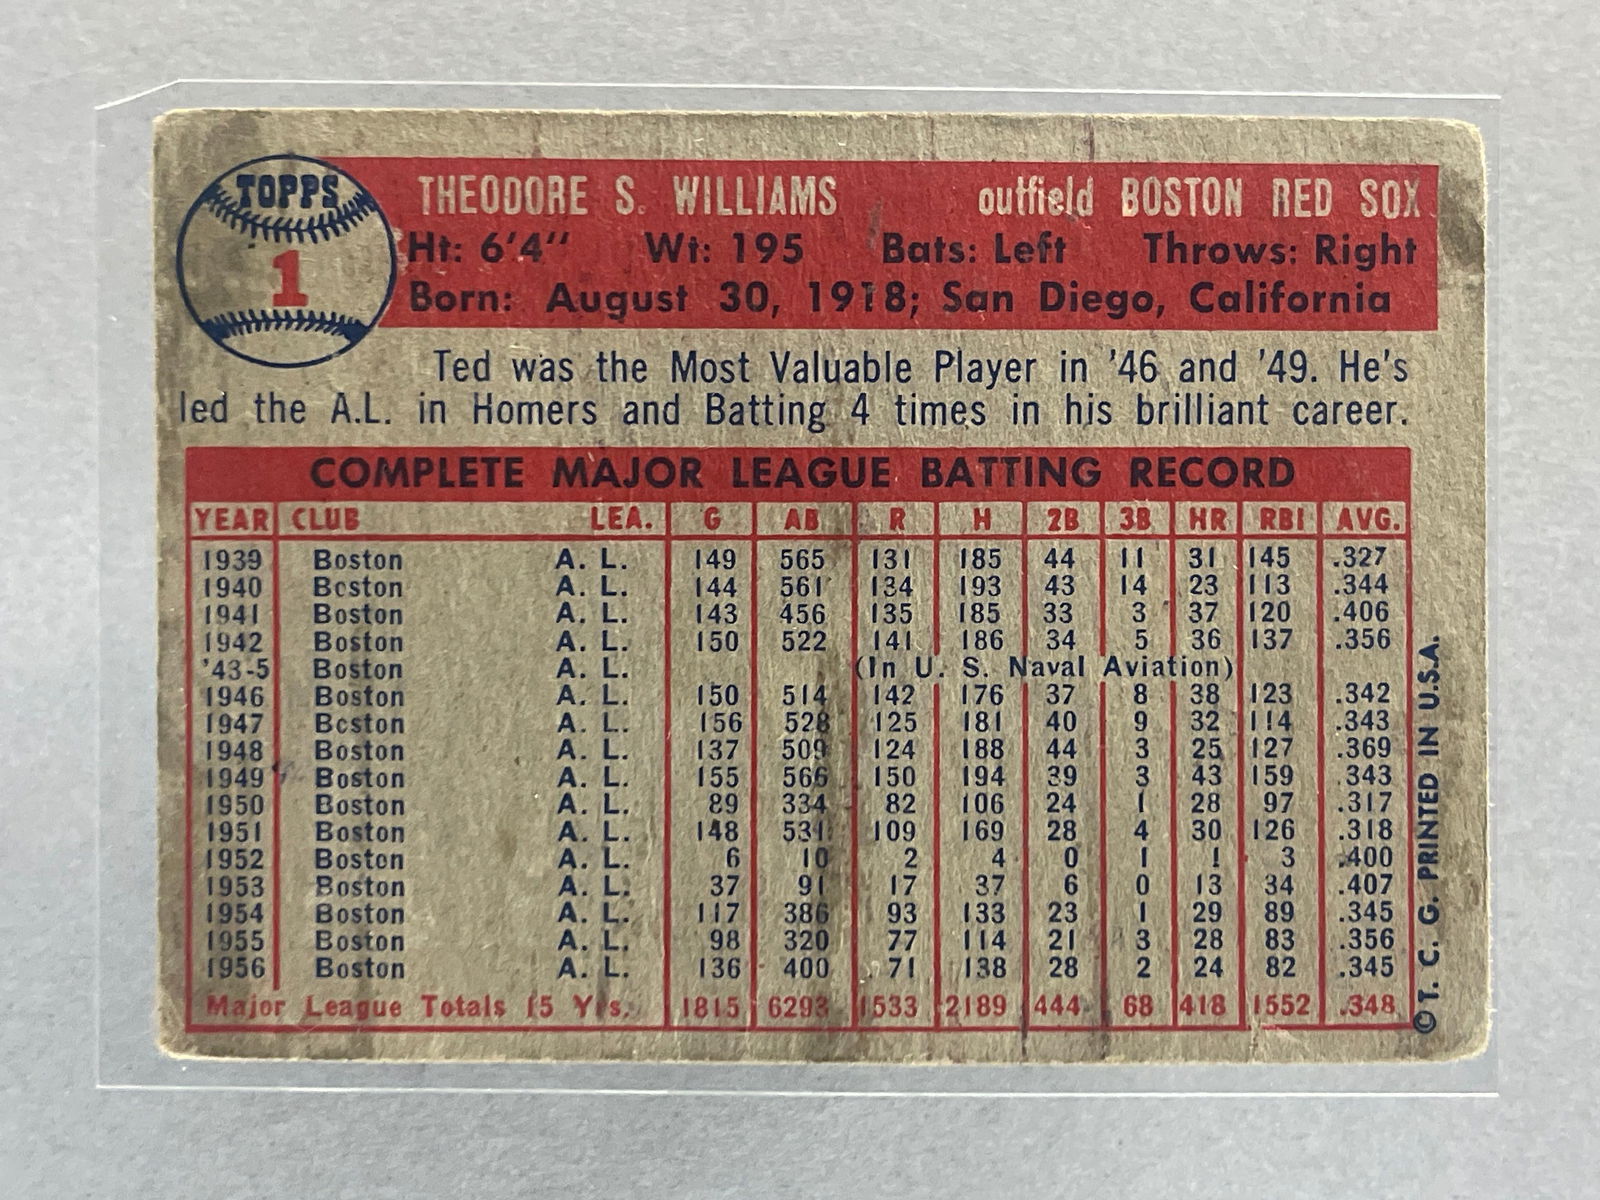 TOPPS
1
THEODORE S. WILLIAMS outfield BOSTON RED SOX
Ht: 6'4" Wt: 195 Bats: Left Throws: Right
Born: August 30, 1918; San Diego, California
Ted was the Most Valuable Player in '46 and '49. He's
led the A.L. in Homers and Batting 4 times in his brilliant career.
COMPLETE MAJOR LEAGUE BATTING RECORD
YEAR CLUB LEA. G AB R H 2B 3B HR RBI AVG.
1939 Boston A. L. 149 565 131 185 44 11 31 145 .327
1940 Boston A. L. 144 561 134 193 43 14 23 113 .344
1941 Boston A. L. 143 456 135 185 33 3 37 120 .406
1942 Boston A. L. 150 522 141 186 34 5 36 137 .356
'43-5 Boston A. L. (In U. S. Naval Aviation)
1946 Boston A. L. 150 514 142 176 37 8 38 123 .342
1947 Boston A. L. 156 528 125 181 40 9 32 114 .343
1948 Boston A. L. 137 509 124 188 44 3 25 127 .369
1949 Boston A. L. 155 566 150 194 39 3 43 159 .343
1950 Boston A. L. 89 334 82 106 24 1 28 97 .317
1951 Boston A. L. 148 531 109 169 28 4 30 126 .318
1952 Boston A. L. 6 10 2 4 0 1 1 3 .400
1953 Boston A. L. 37 91 17 37 6 0 13 34 .407
1954 Boston A. L. 117 386 93 133 23 1 29 89 .345
1955 Boston A. L. 98 320 77 114 21 3 28 83 .356
1956 Boston A. L. 136 400 71 138 28 2 24 82 .345
Major League Totals 15 Yrs. 1815 6293 1533 2189 444 68 418 1552 .348
© T. C. G. PRINTED IN U.S.A.